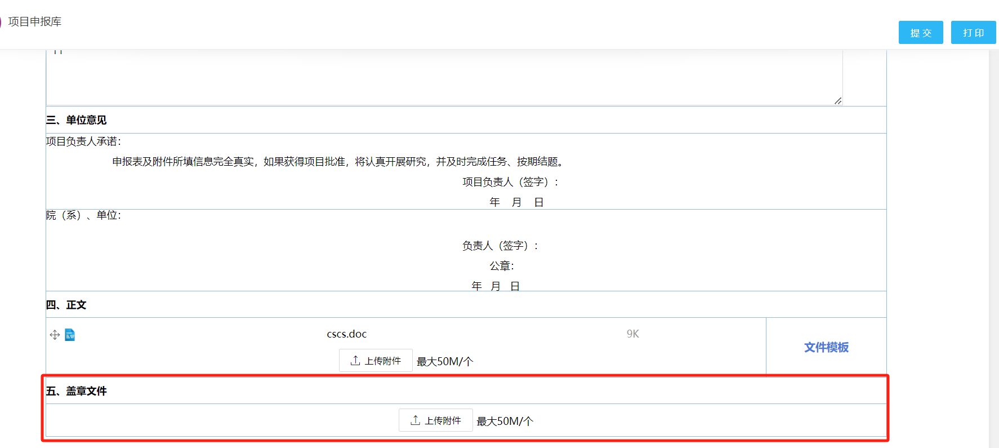 项目申报库
提 交
打 印
三、单位意见
项目负责人承诺：
申报表及附件所填信息完全真实，如果获得项目批准，将认真开展研究，并及时完成任务、按期结题。
项目负责人（签字）：
年 月 日
院（系）、单位：
负责人（签字）：
公章：
年 月 日
四、正文
cscs.doc 9K
上传附件 最大50M/个
文件模板
五、盖章文件
上传附件 最大50M/个